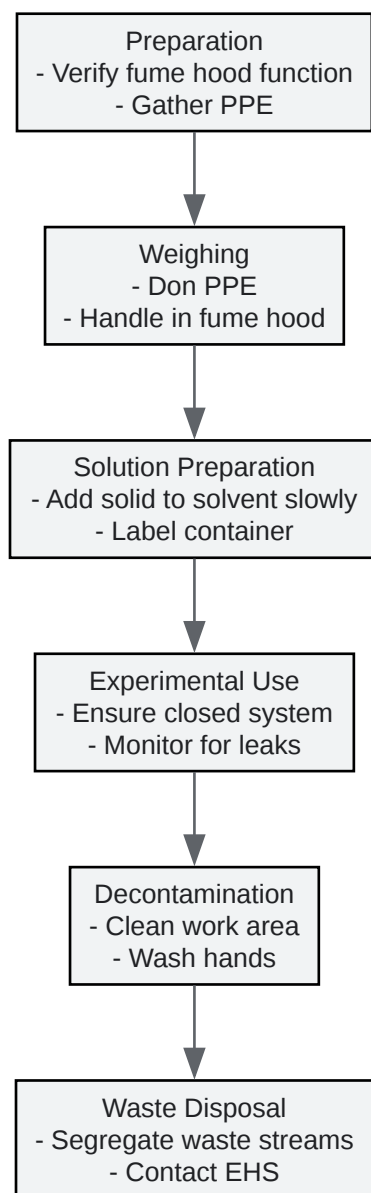 Preparation
- Verify fume hood function
- Gather PPE
Weighing
- Don PPE
- Handle in fume hood
Solution Preparation
- Add solid to solvent slowly
- Label container
Experimental Use
- Ensure closed system
- Monitor for leaks
Decontamination
- Clean work area
- Wash hands
Waste Disposal
- Segregate waste streams
- Contact EHS